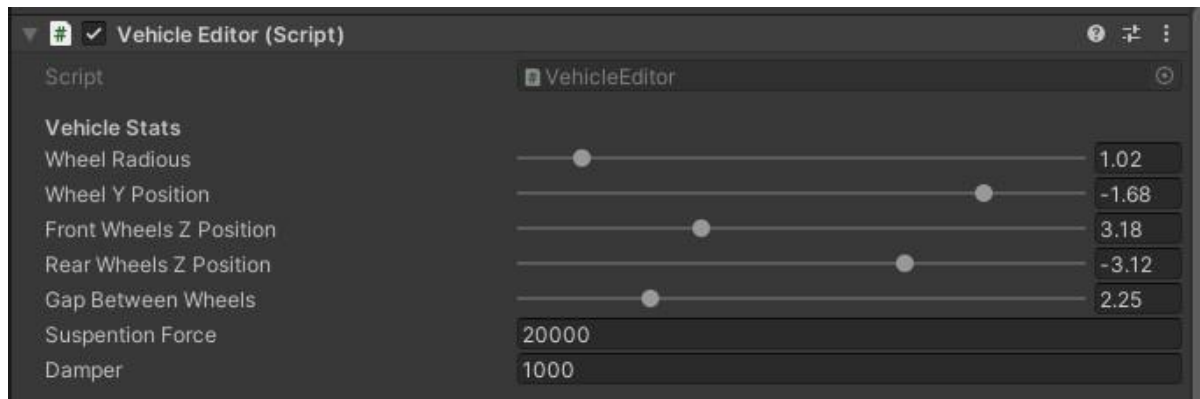 # Vehicle Editor (Script)
Script # VehicleEditor
Vehicle Stats
Wheel Radious 1.02
Wheel Y Position -1.68
Front Wheels Z Position 3.18
Rear Wheels Z Position -3.12
Gap Between Wheels 2.25
Suspention Force 20000
Damper 1000